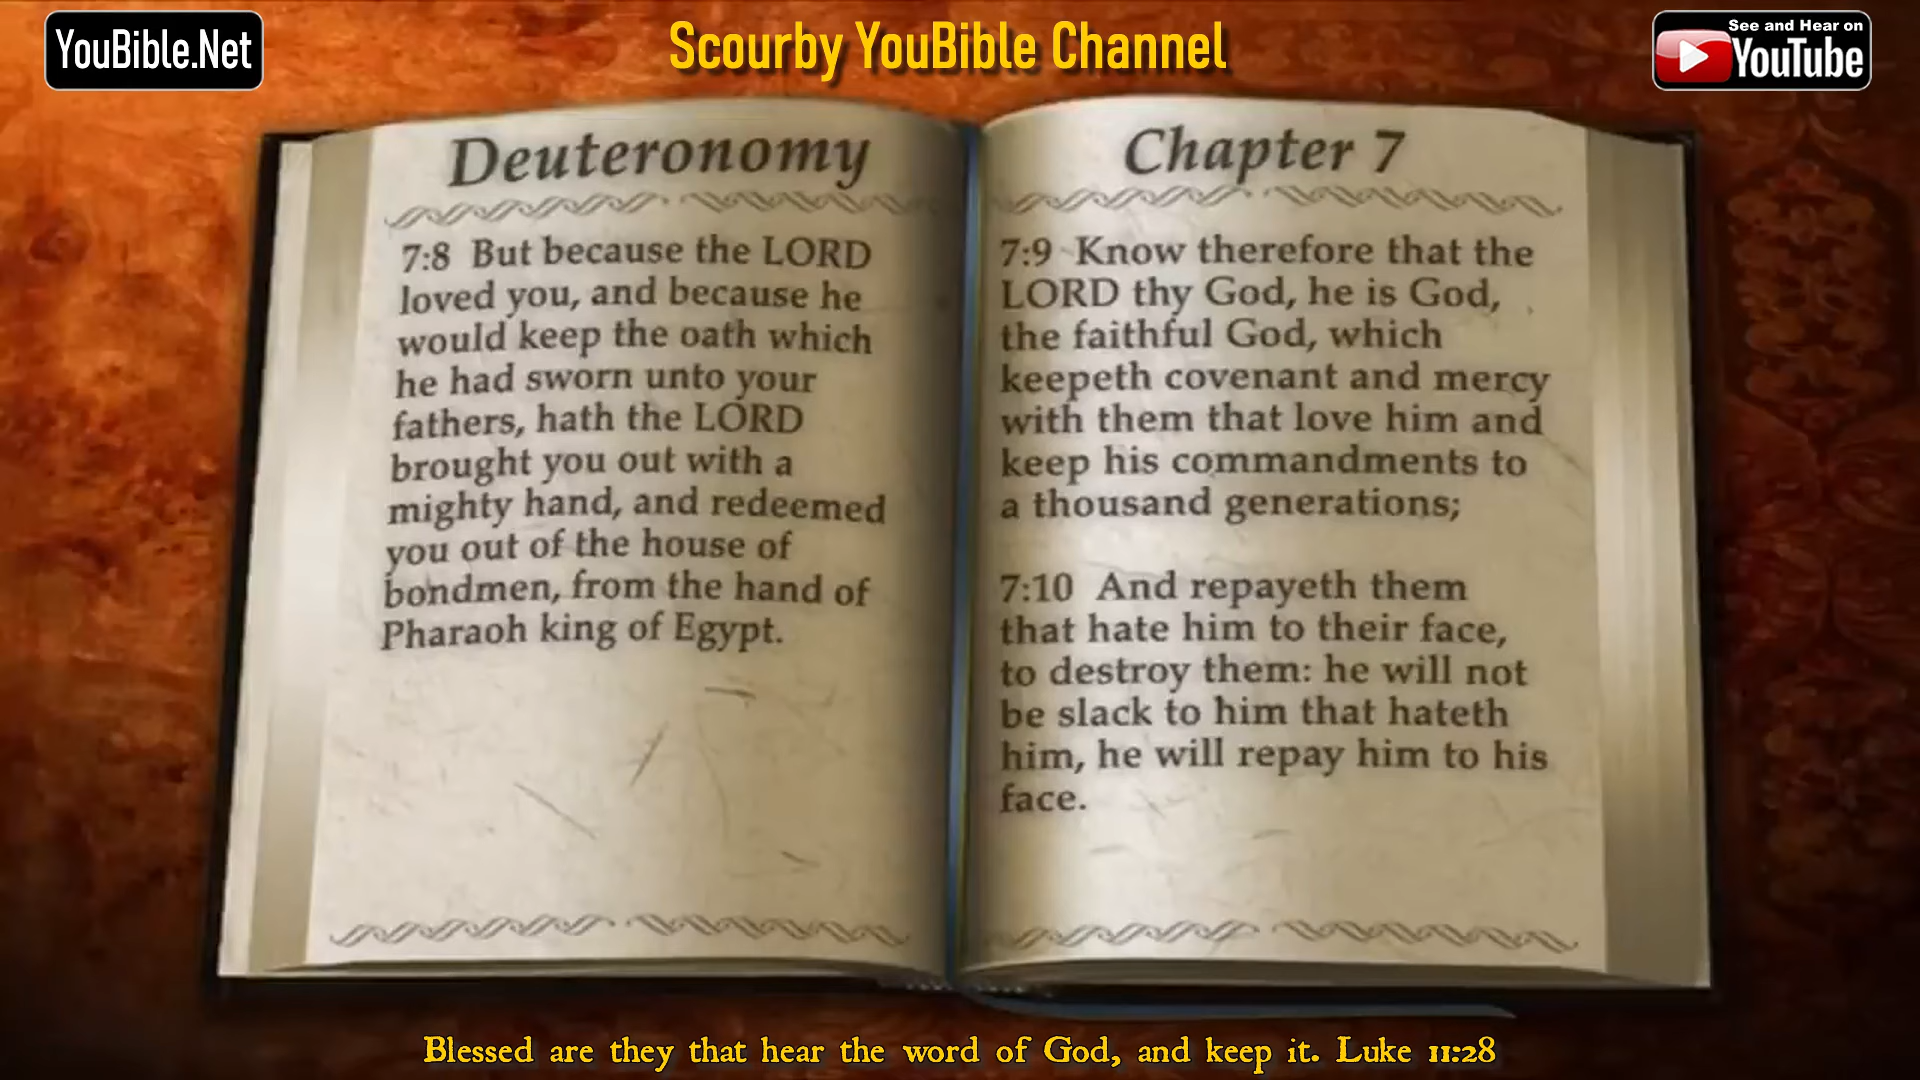 YouBible.Net
Scourby YouBible Channel
See and Hear on
YouTube
Deuteronomy
7:8 But because the LORD
loved you, and because he
would keep the oath which
he had sworn unto your
fathers, hath the LORD
brought you out with a
mighty hand, and redeemed
you out of the house of
bondmen, from the hand of
Pharaoh king of Egypt.
Chapter 7
7:9 Know therefore that the
LORD thy God, he is God,
the faithful God, which
keepeth covenant and mercy
with them that love him and
keep his commandments to
a thousand generations;
7:10 And repayeth them
that hate him to their face,
to destroy them: he will not
be slack to him that hateth
him, he will repay him to his
face.
Blessed are they that hear the word of God, and keep it. Luke 11:28